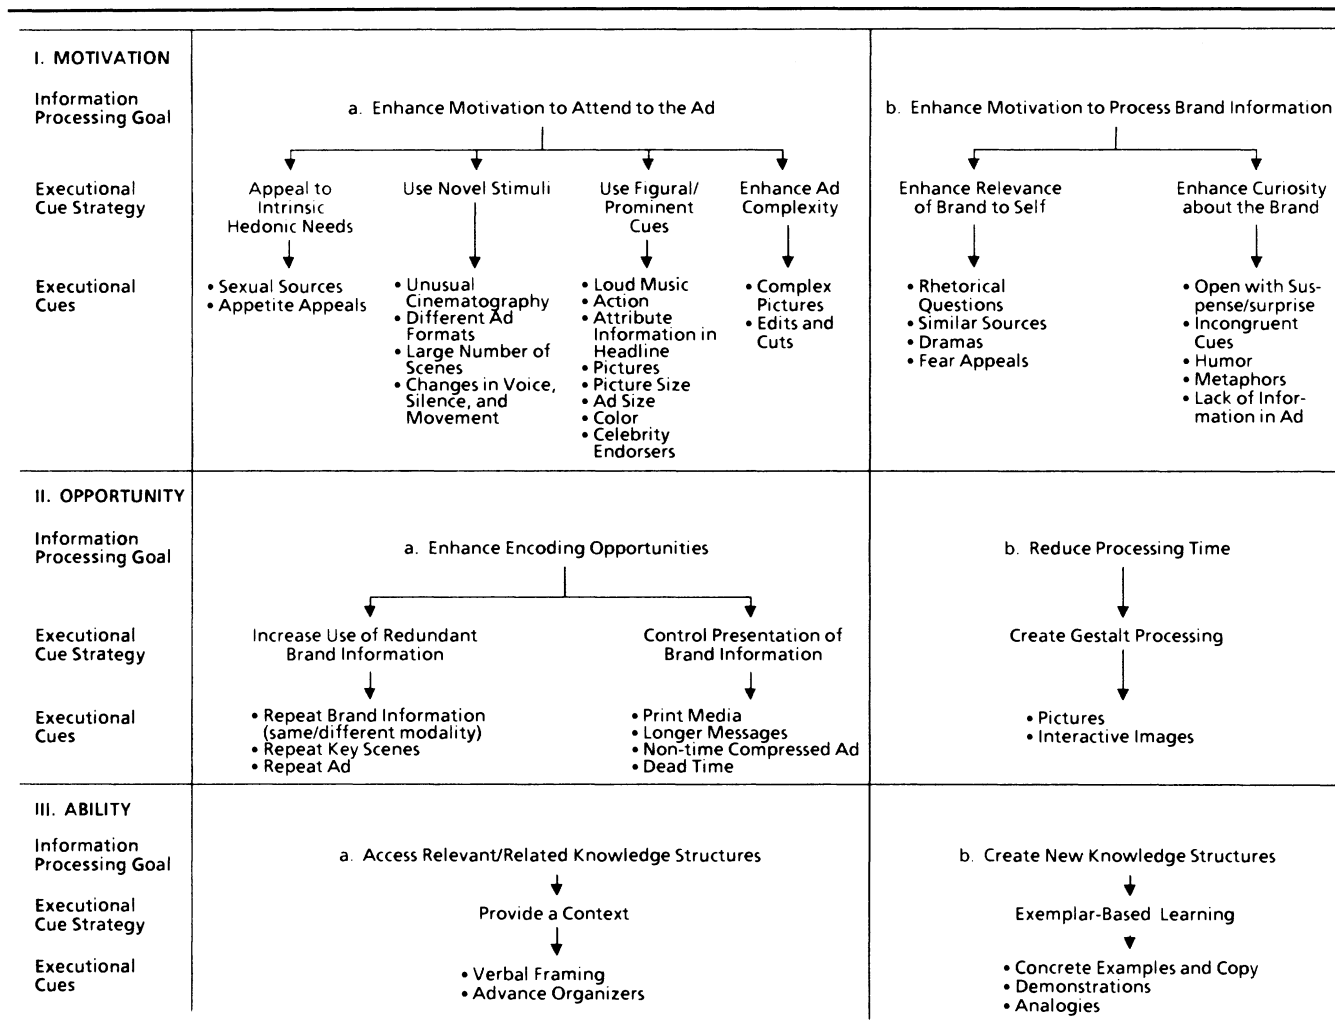 I. MOTIVATION
Information
Processing Goal
a. Enhance Motivation to Attend to the Ad
b. Enhance Motivation to Process Brand Information
Executional
Cue Strategy
Appeal to
Intrinsic
Hedonic Needs
Use Novel Stimuli
Use Figural/
Prominent
Cues
Enhance Ad
Complexity
Enhance Relevance
of Brand to Self
Enhance Curiosity
about the Brand
Executional
Cues
• Sexual Sources
• Appetite Appeals
• Unusual
Cinematography
• Different Ad
Formats
• Large Number of
Scenes
• Changes in Voice,
Silence, and
Movement
• Loud Music
• Action
• Attribute
Information in
Headline
• Pictures
• Picture Size
• Ad Size
• Color
• Celebrity
Endorsers
• Complex
Pictures
• Edits and
Cuts
• Rhetorical
Questions
• Similar Sources
• Dramas
• Fear Appeals
• Open with Sus-
pense/surprise
• Incongruent
Cues
• Humor
• Metaphors
• Lack of Infor-
mation in Ad
II. OPPORTUNITY
Information
Processing Goal
a. Enhance Encoding Opportunities
b. Reduce Processing Time
Executional
Cue Strategy
Increase Use of Redundant
Brand Information
Control Presentation of
Brand Information
Create Gestalt Processing
Executional
Cues
• Repeat Brand Information
(same/different modality)
• Repeat Key Scenes
• Repeat Ad
• Print Media
• Longer Messages
• Non-time Compressed Ad
• Dead Time
• Pictures
• Interactive Images
III. ABILITY
Information
Processing Goal
a. Access Relevant/Related Knowledge Structures
b. Create New Knowledge Structures
Executional
Cue Strategy
Provide a Context
Exemplar-Based Learning
Executional
Cues
• Verbal Framing
• Advance Organizers
• Concrete Examples and Copy
• Demonstrations
• Analogies